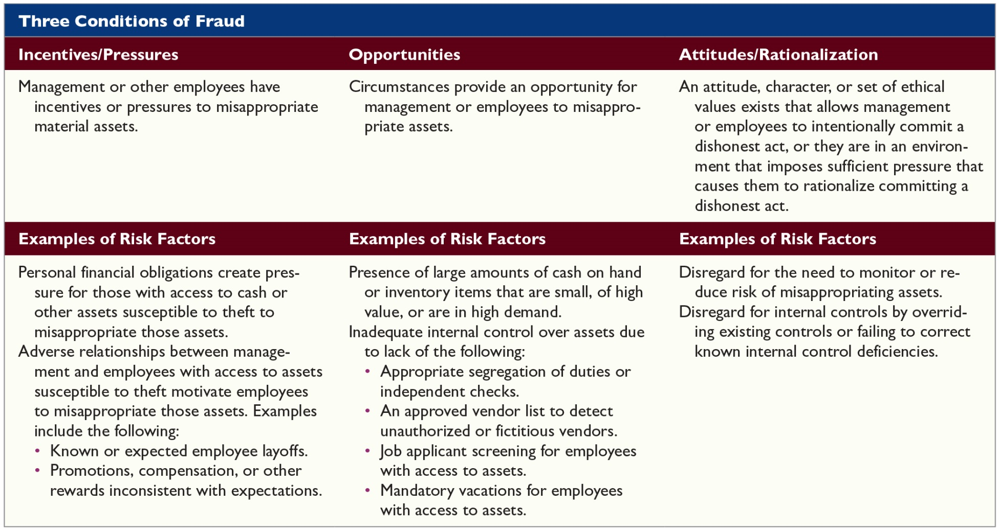 Three Conditions of Fraud
Incentives/Pressures
Management or other employees have
incentives or pressures to misappropriate
material assets.
Opportunities
Circumstances provide an opportunity for
management or employees to misappro-
priate assets.
Attitudes/Rationalization
An attitude, character, or set of ethical
values exists that allows management
or employees to intentionally commit a
dishonest act, or they are in an environ-
ment that imposes sufficient pressure that
causes them to rationalize committing a
dishonest act.
Examples of Risk Factors
Personal financial obligations create pres-
sure for those with access to cash or
other assets susceptible to theft to
misappropriate those assets.
Adverse relationships between manage-
ment and employees with access to assets
susceptible to theft motivate employees
to misappropriate those assets. Examples
include the following:
• Known or expected employee layoffs.
• Promotions, compensation, or other
rewards inconsistent with expectations.
Examples of Risk Factors
Presence of large amounts of cash on hand
or inventory items that are small, of high
value, or are in high demand.
Inadequate internal control over assets due
to lack of the following:
• Appropriate segregation of duties or
independent checks.
• An approved vendor list to detect
unauthorized or fictitious vendors.
• Job applicant screening for employees
with access to assets.
• Mandatory vacations for employees
with access to assets.
Examples of Risk Factors
Disregard for the need to monitor or re-
duce risk of misappropriating assets.
Disregard for internal controls by overrid-
ing existing controls or failing to correct
known internal control deficiencies.